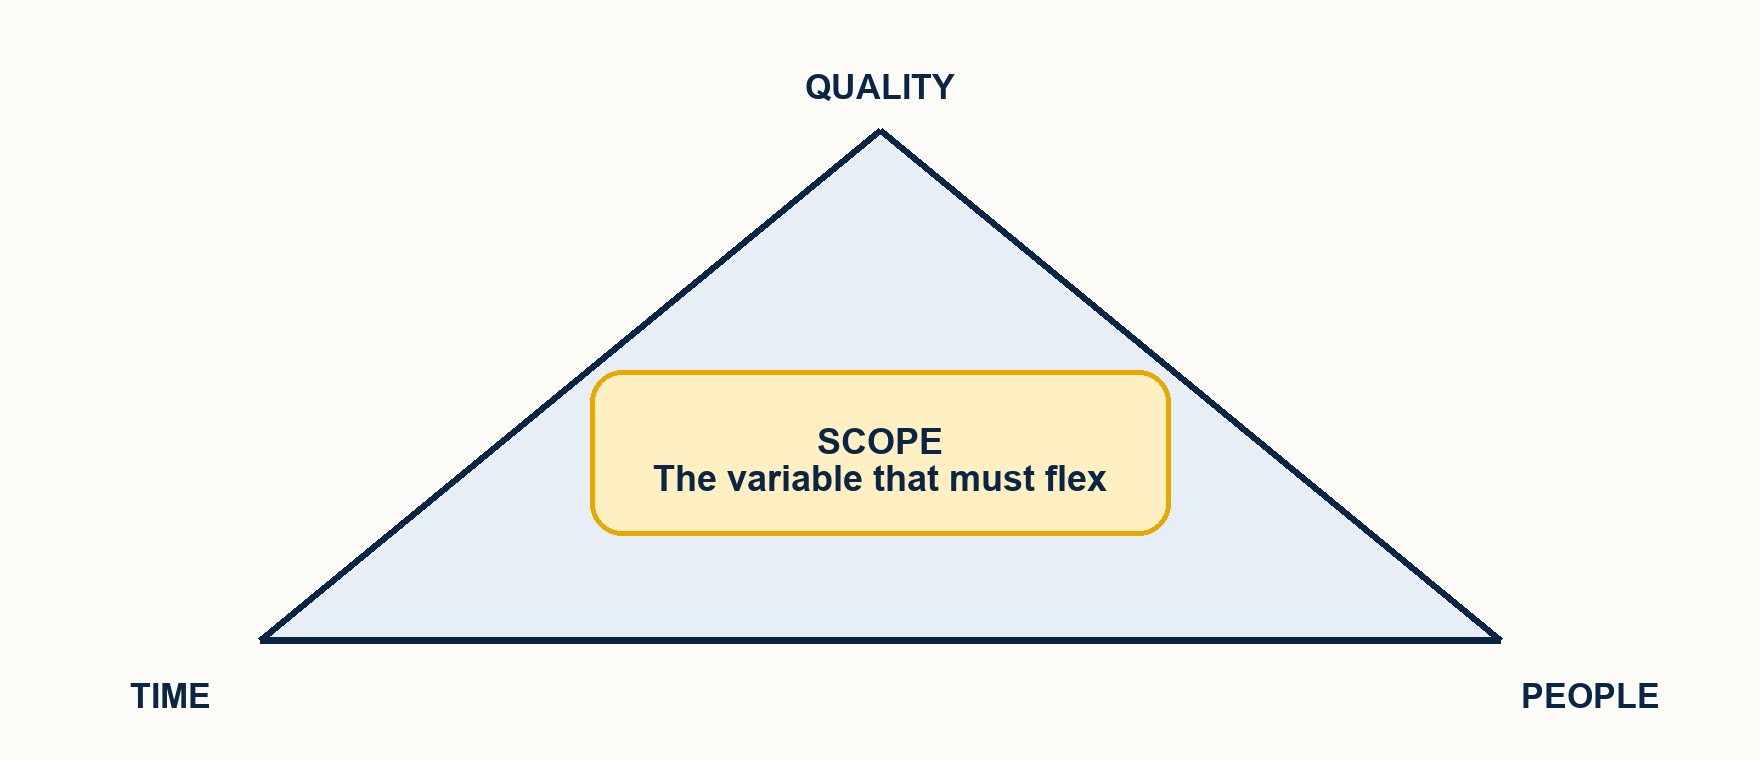 QUALITY
SCOPE
The variable that must flex
TIME
PEOPLE